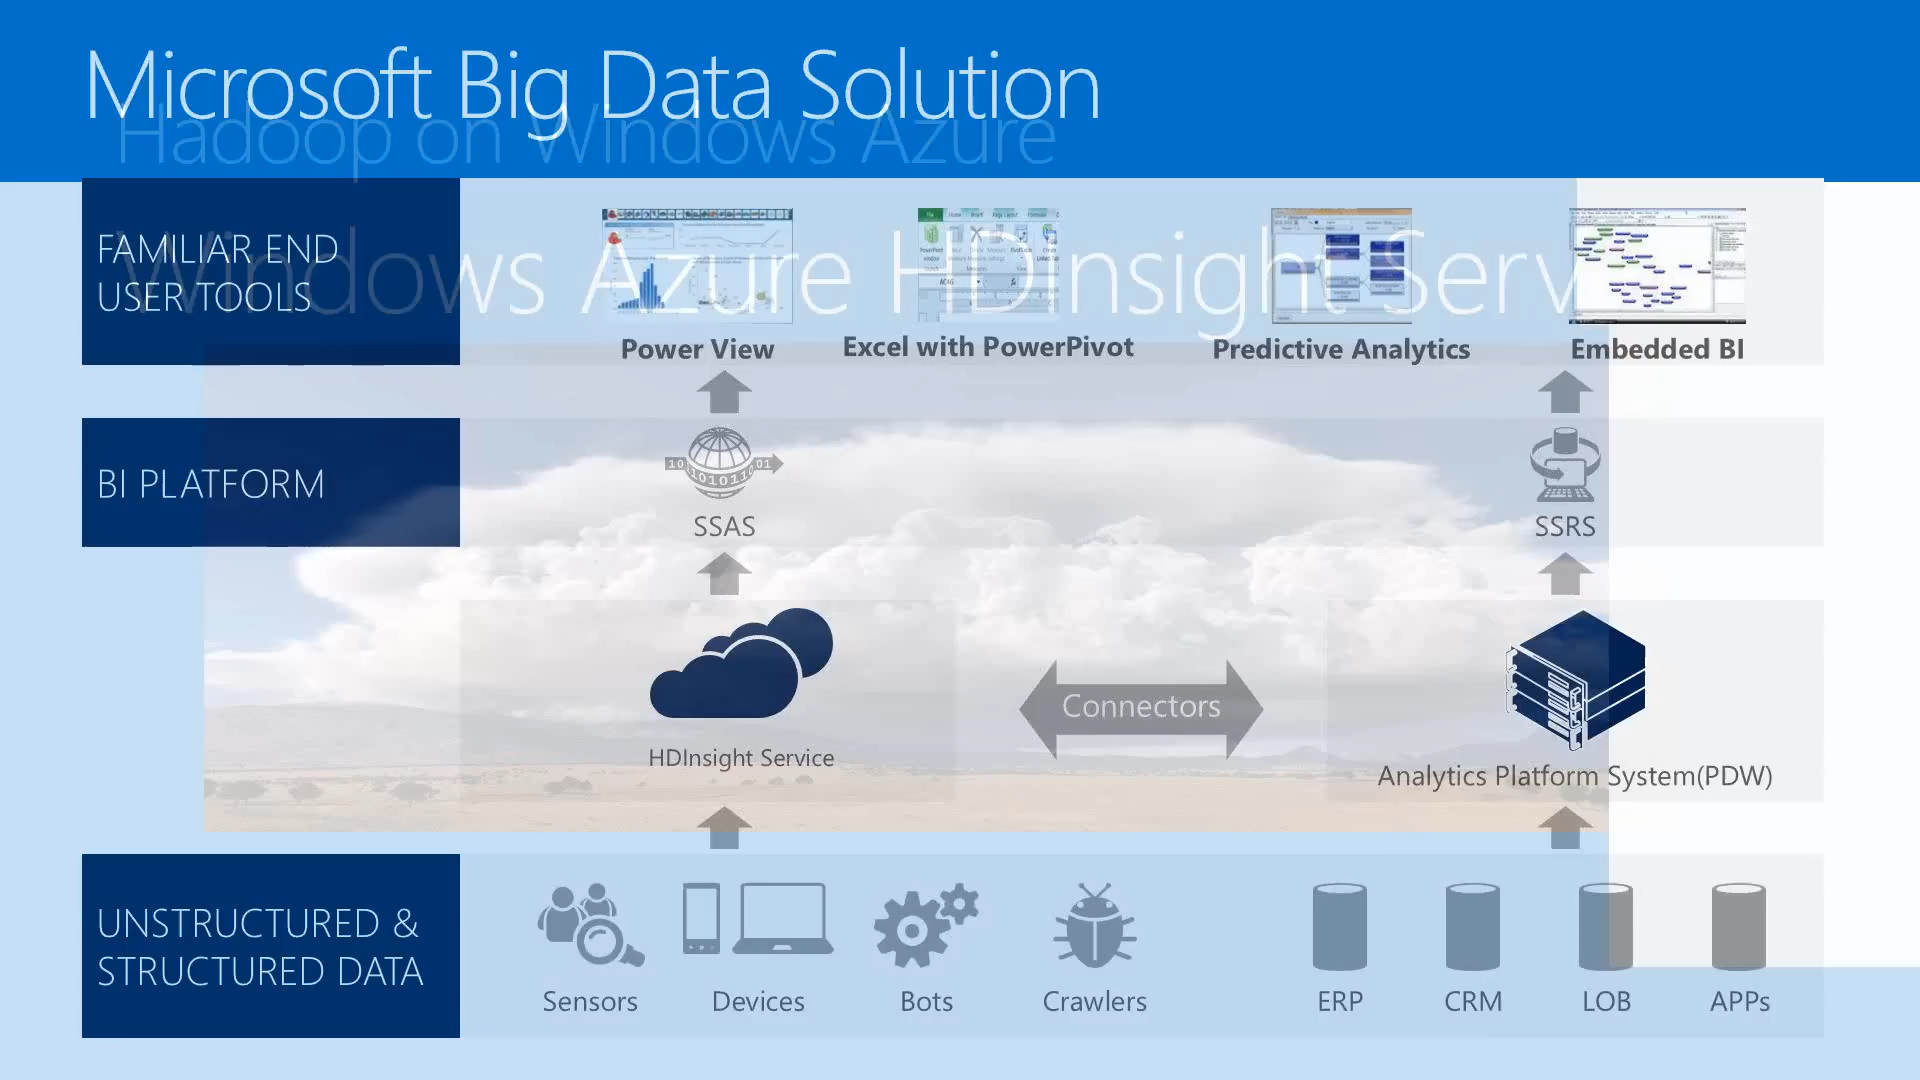 Microsoft Big Data Solution
Hadoop on Windows Azure
Windows Azure HDInsight Serv
FAMILIAR END
USER TOOLS
Power View
Excel with PowerPivot
Predictive Analytics
Embedded BI
BI PLATFORM
SSAS
SSRS
HDInsight Service
Connectors
Analytics Platform System(PDW)
UNSTRUCTURED &
STRUCTURED DATA
Sensors
Devices
Bots
Crawlers
ERP
CRM
LOB
APPs